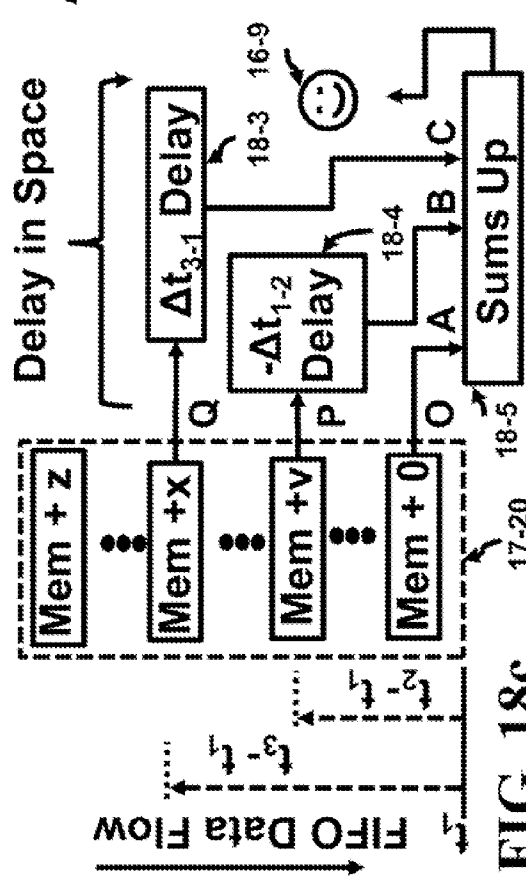 Delay in Space
Mem + z
Mem +x
Q
Δt3-1 Delay
18-3
16-9
Mem +v
P
-Δt1-2
Delay
18-4
Mem + 0
O
A
B
C
Sums Up
18-5
17-20
t3- t1
t2- t1
t1
FIFO Data Flow
FIG. 18c